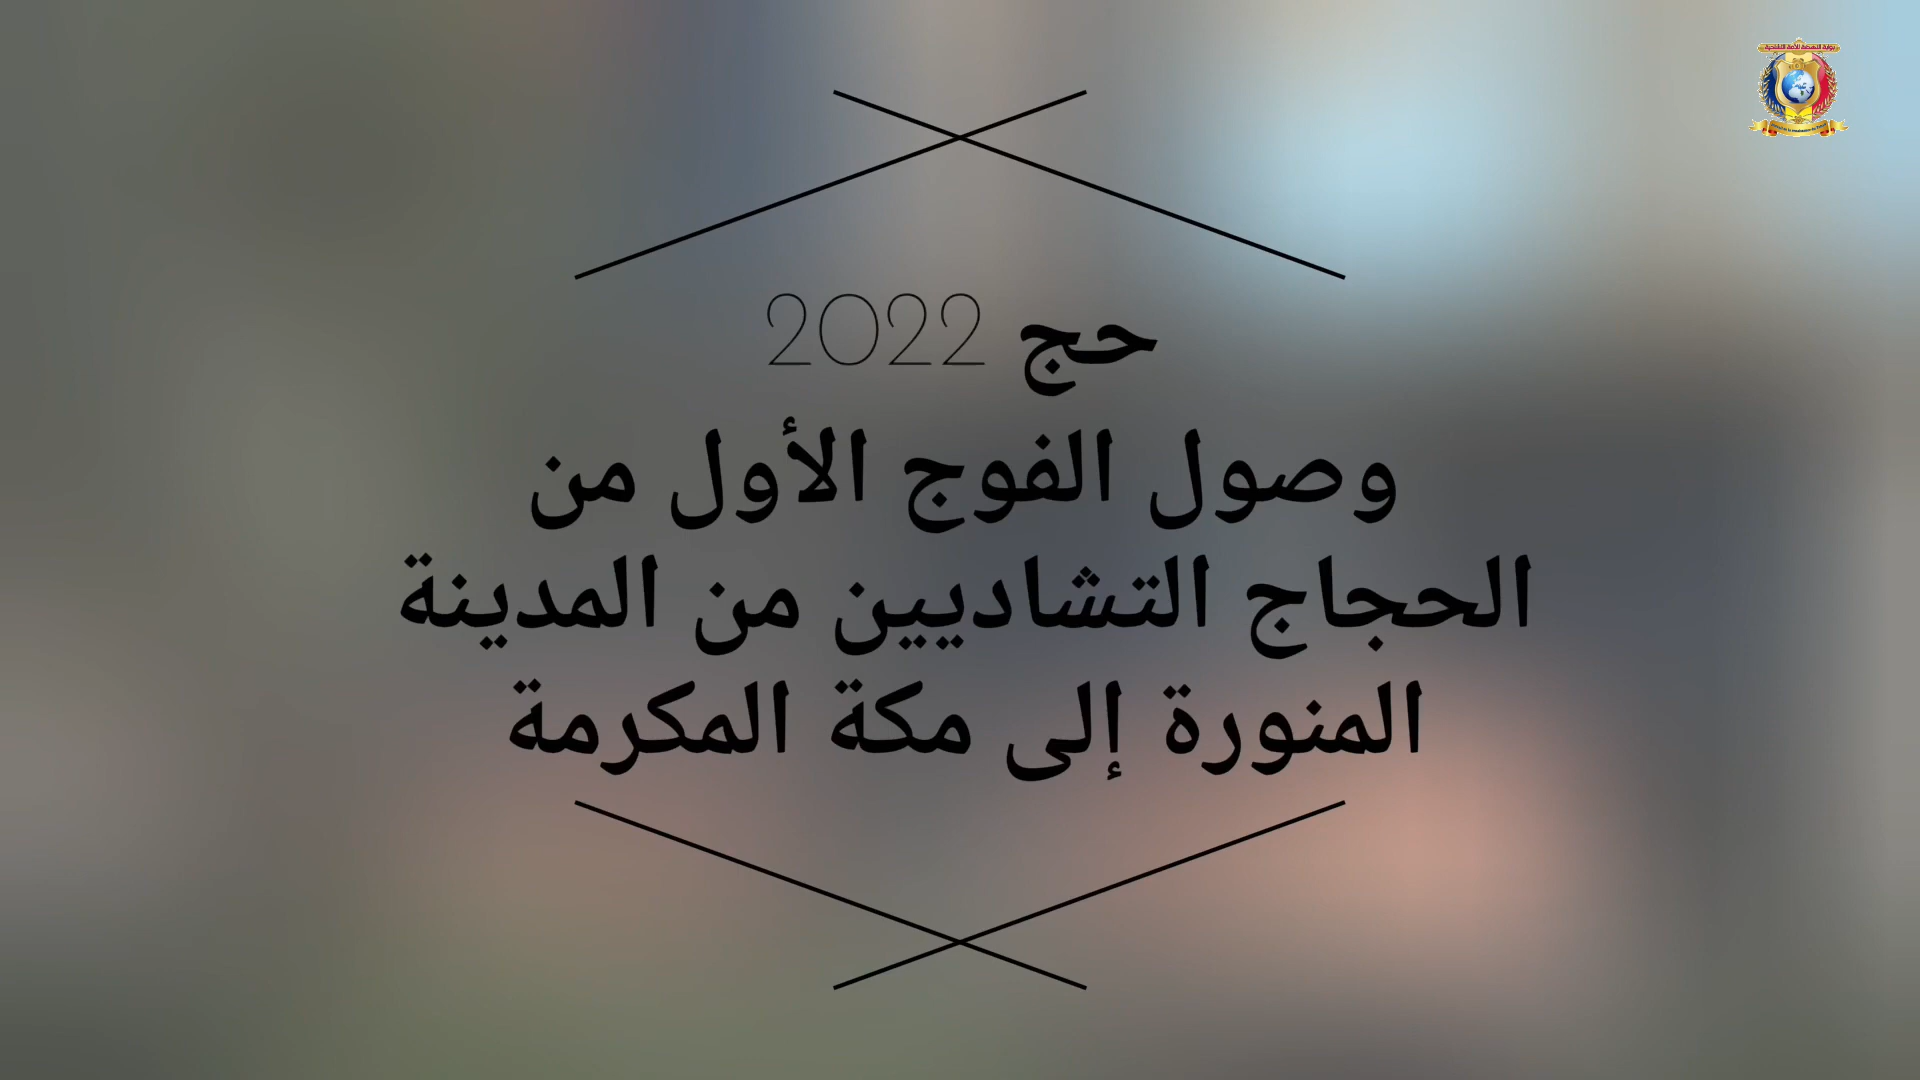 حج 2022
وصول الفوج الأول من
الحجاج التشاديين من المدينة
المنورة إلى مكة المكرمة